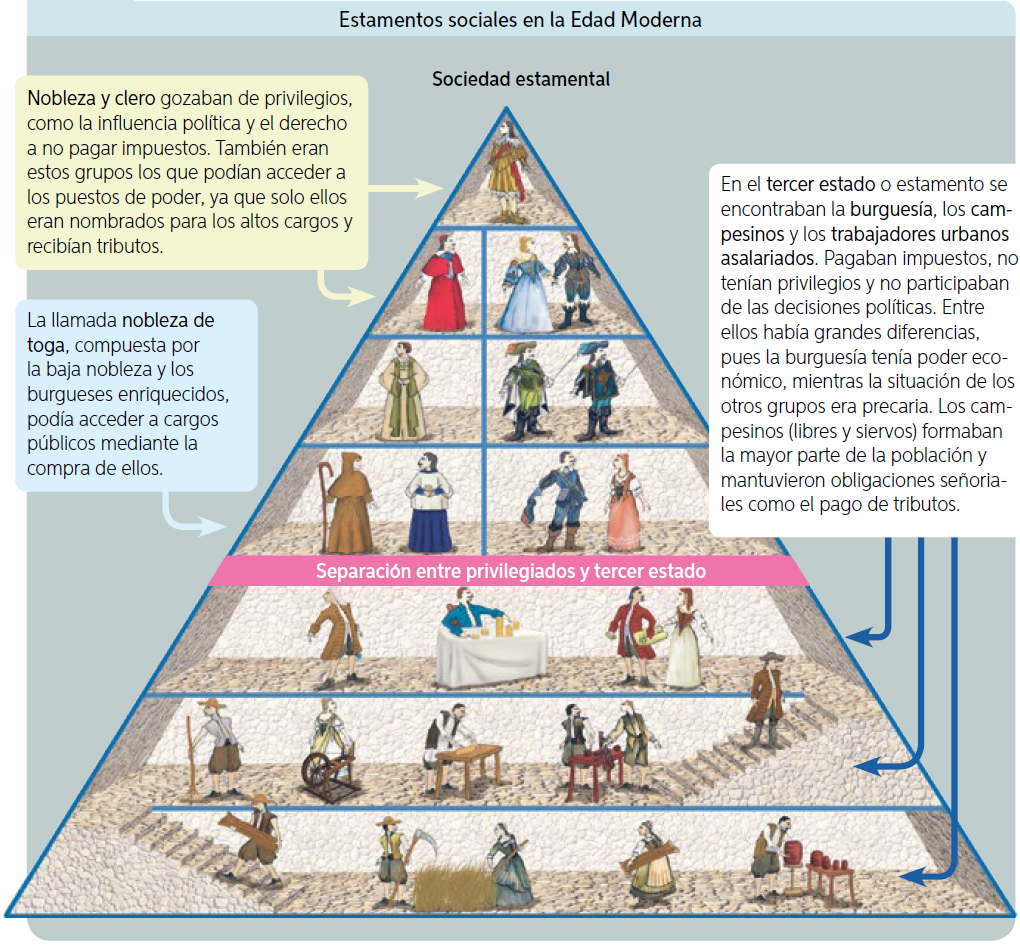 Estamentos sociales en la Edad Moderna
Sociedad estamental
Nobleza y clero gozaban de privilegios,
como la influencia política y el derecho
a no pagar impuestos. También eran
estos grupos los que podían acceder a
los puestos de poder, ya que solo ellos
eran nombrados para los altos cargos y
recibían tributos.
La llamada nobleza de
toga, compuesta por
la baja nobleza y los
burgueses enriquecidos,
podía acceder a cargos
públicos mediante la
compra de ellos.
En el tercer estado o estamento se
encontraban la burguesía, los cam-
pesinos y los trabajadores urbanos
asalariados. Pagaban impuestos, no
tenían privilegios y no participaban
de las decisiones políticas. Entre
ellos había grandes diferencias,
pues la burguesía tenía poder eco-
nómico, mientras la situación de los
otros grupos era precaria. Los cam-
pesinos (libres y siervos) formaban
la mayor parte de la población y
mantuvieron obligaciones señoria-
les como el pago de tributos.
Separación entre privilegiados y tercer estado